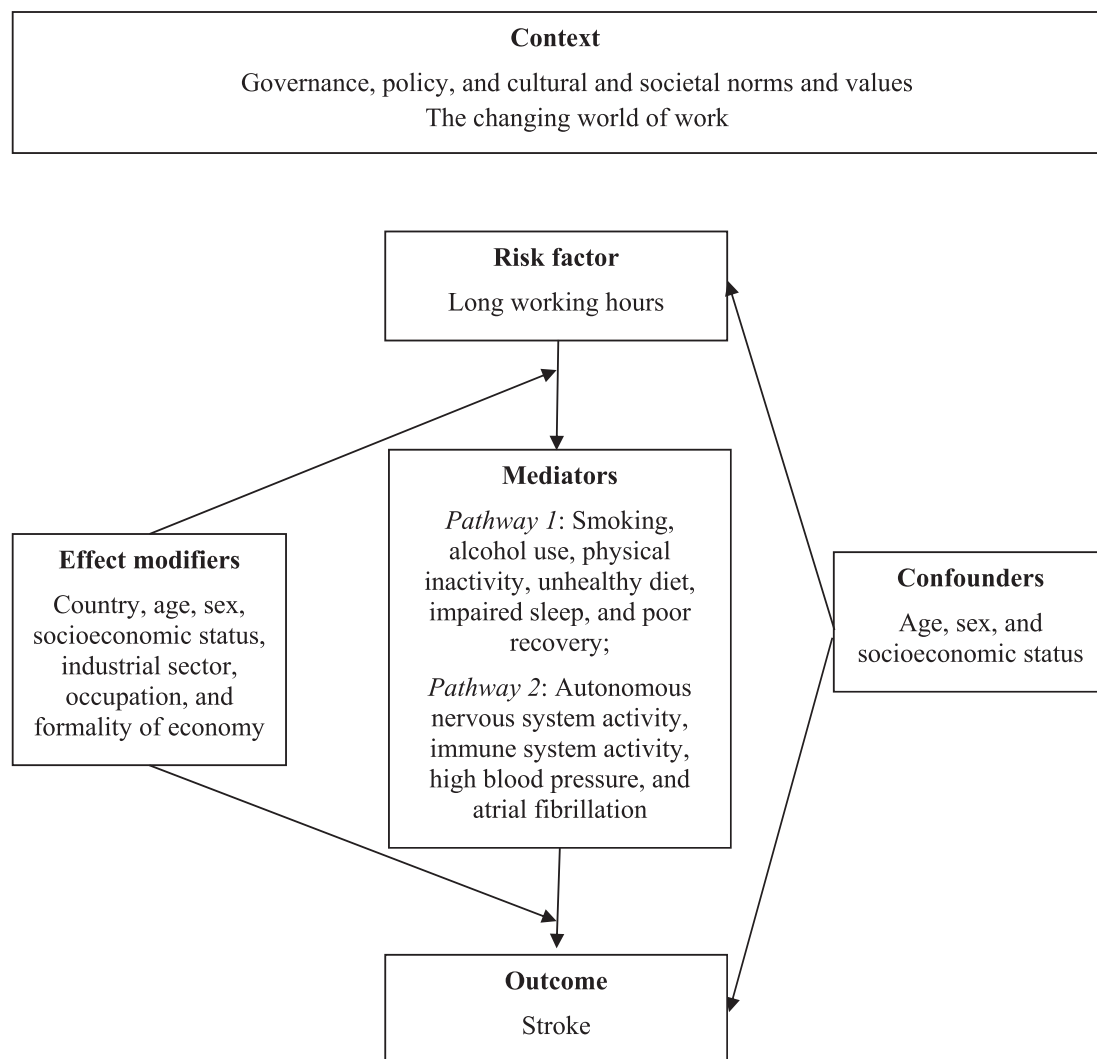 Context
Governance, policy, and cultural and societal norms and values
The changing world of work
Risk factor
Long working hours
Mediators
Pathway 1: Smoking,
alcohol use, physical
inactivity, unhealthy diet,
impaired sleep, and poor
recovery;
Pathway 2: Autonomous
nervous system activity,
immune system activity,
high blood pressure, and
atrial fibrillation
Effect modifiers
Country, age, sex,
socioeconomic status,
industrial sector,
occupation, and
formality of economy
Confounders
Age, sex, and
socioeconomic status
Outcome
Stroke